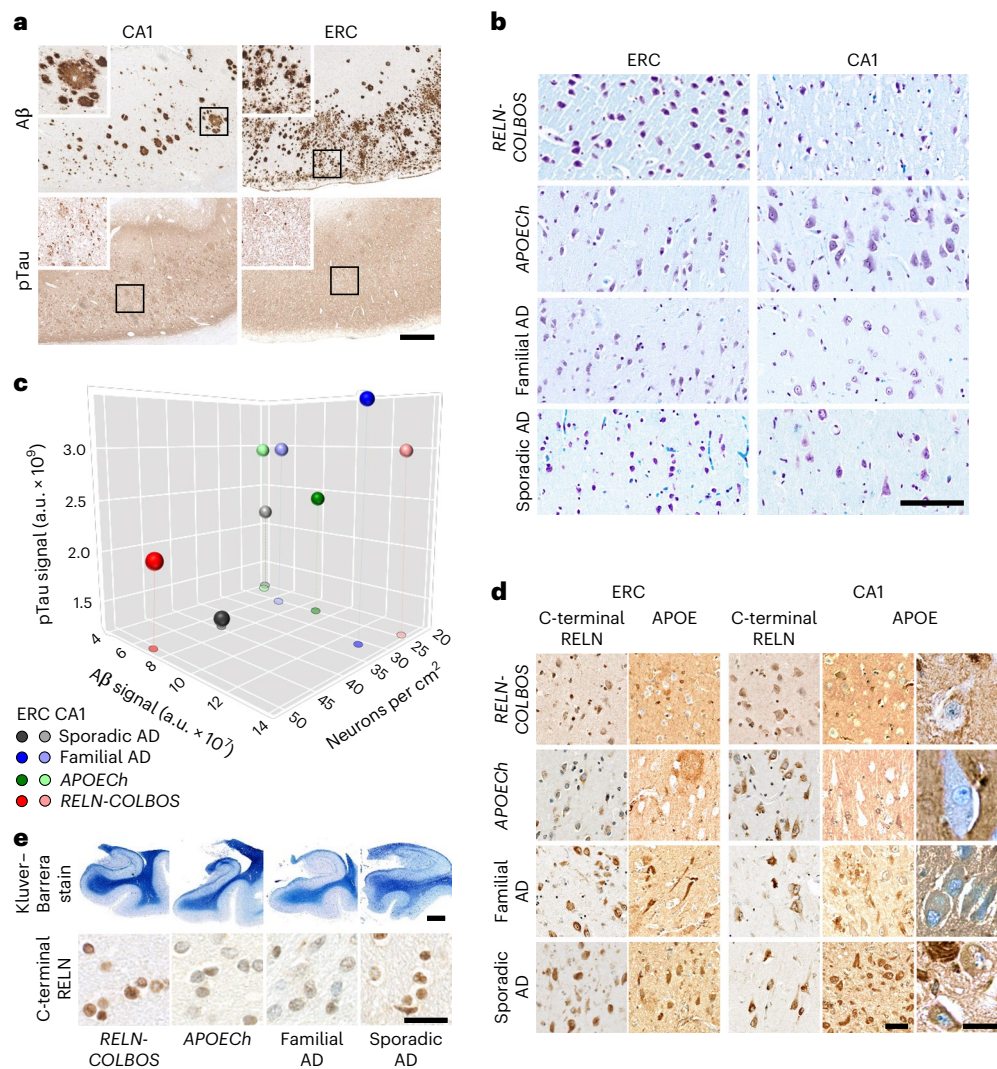 a
CA1
ERC
Aβ
pTau
b
ERC
CA1
RELN-
COLBOS
APOECh
Familial AD
Sporadic AD
c
3.0
2.5
2.0
1.5
pTau signal (a.u. × 10⁹)
4
6
8
10
12
14
Aβ signal (a.u. × 10⁷)
50
45
40
35
30
25
20
Neurons per cm²
ERC CA1
Sporadic AD
Familial AD
APOECh
RELN-COLBOS
d
ERC
CA1
C-terminal
RELN
APOE
C-terminal
RELN
APOE
RELN-
COLBOS
APOECh
Familial
AD
Sporadic
AD
e
Kluver–
Barrera
stain
C-terminal
RELN
RELN-
COLBOS
APOECh
Familial
AD
Sporadic
AD